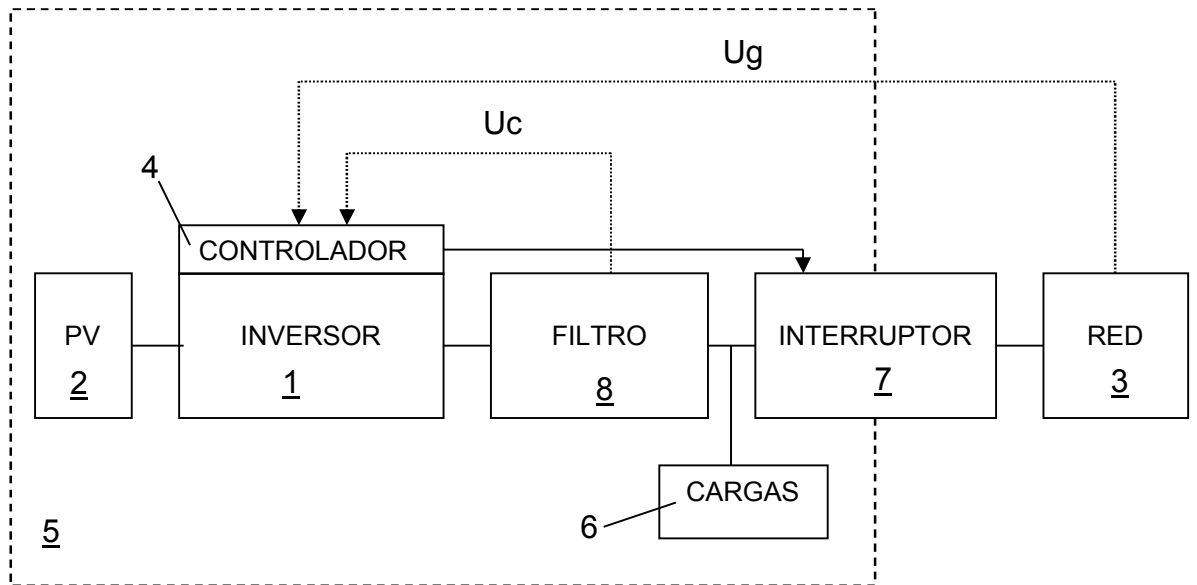 Ug
Uc
4
CONTROLADOR
PV
2
INVERSOR
1
FILTRO
8
INTERRUPTOR
7
RED
3
CARGAS
6
5